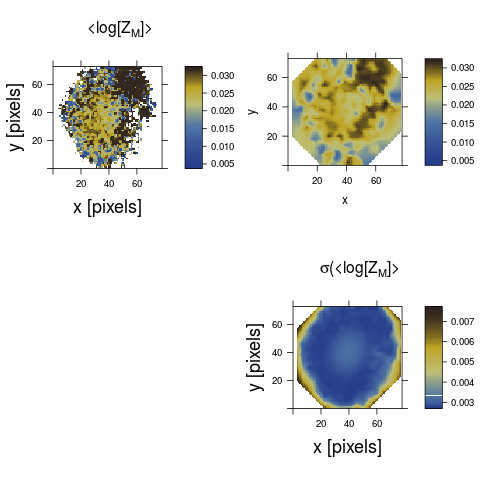 <log[Z_M]>
60
40
20
20 40 60
x [pixels]
y [pixels]
0.030
0.025
0.020
0.015
0.010
0.005
60
40
20
20 40 60
x
y
0.030
0.025
0.020
0.015
0.010
0.005
σ(<log[Z_M]>
60
40
20
20 40 60
x [pixels]
y [pixels]
0.007
0.006
0.005
0.004
0.003